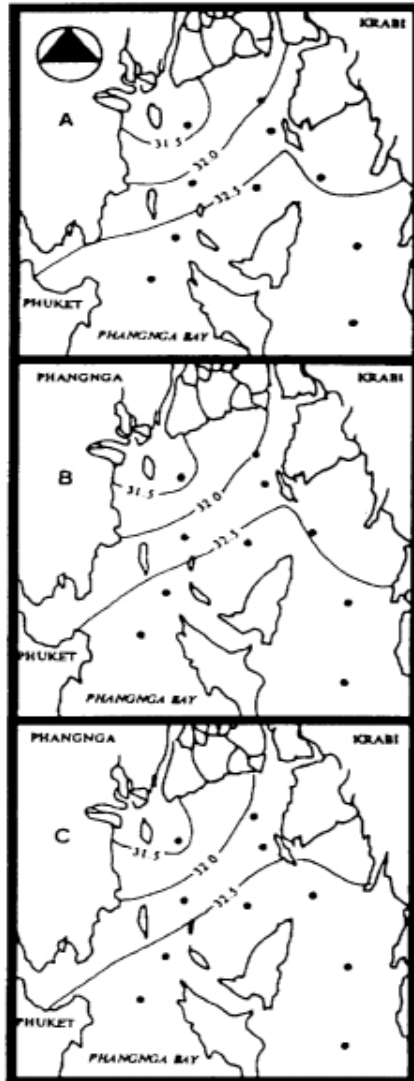 KRABI
A
31.5
32.0
32.5
PHUKET
PHANGNGA BAY
PHANGNGA
KRABI
B
31.5
32.0
32.5
PHUKET
PHANGNGA BAY
PHANGNGA
KRABI
C
31.5
32.0
32.5
PHUKET
PHANGNGA BAY